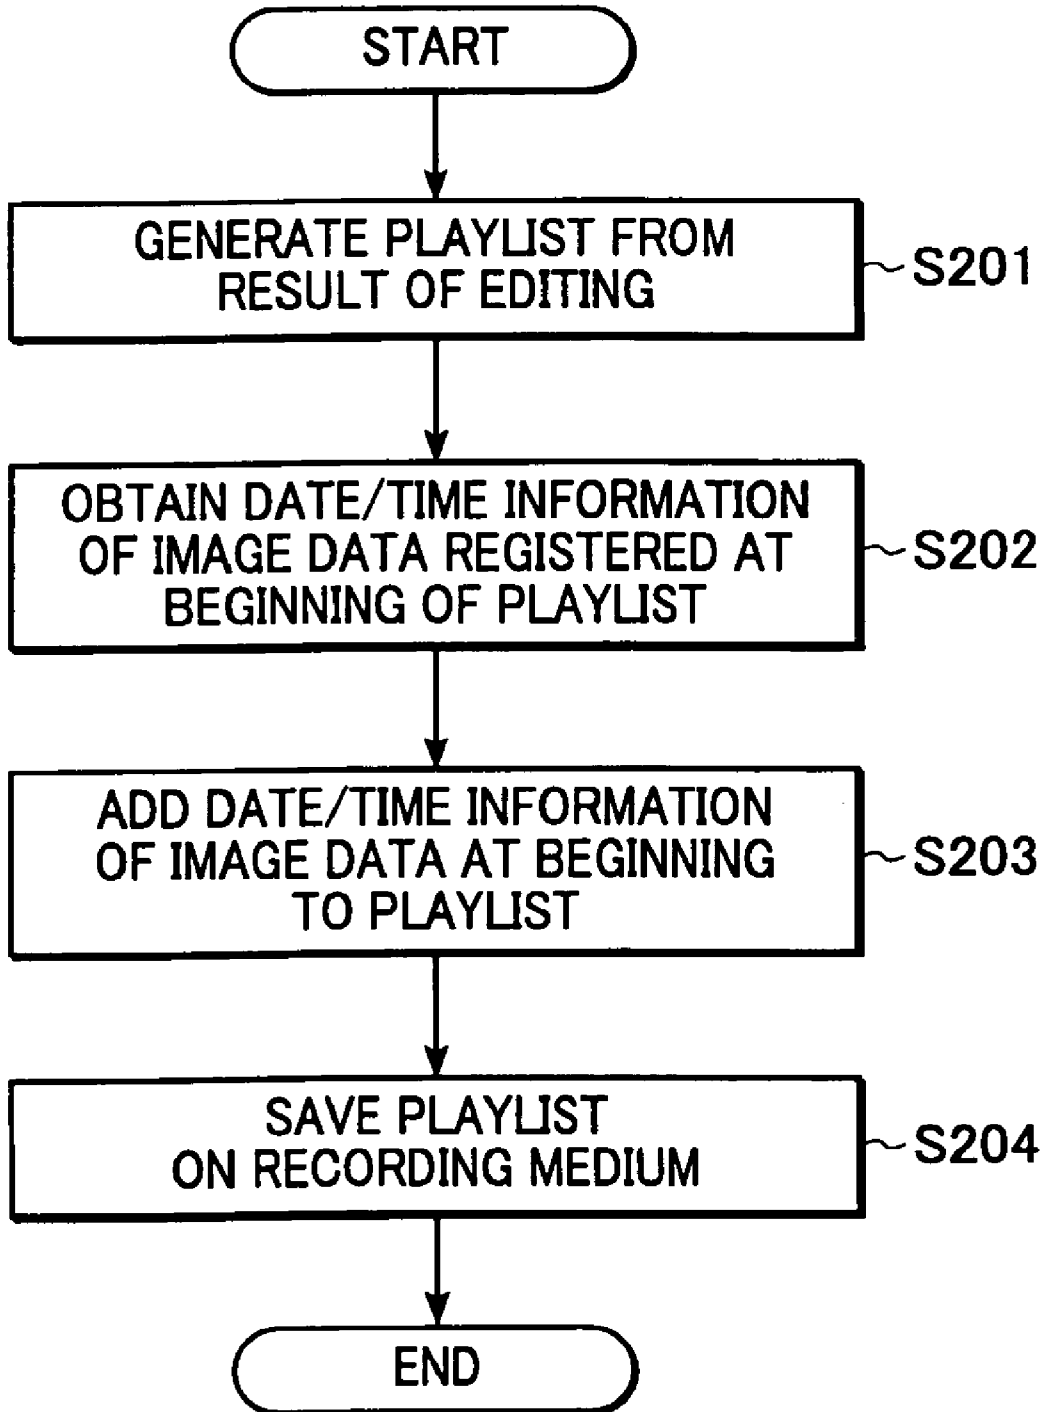 START
GENERATE PLAYLIST FROM
RESULT OF EDITING
S201
OBTAIN DATE/TIME INFORMATION
OF IMAGE DATA REGISTERED AT
BEGINNING OF PLAYLIST
S202
ADD DATE/TIME INFORMATION
OF IMAGE DATA AT BEGINNING
TO PLAYLIST
S203
SAVE PLAYLIST
ON RECORDING MEDIUM
S204
END